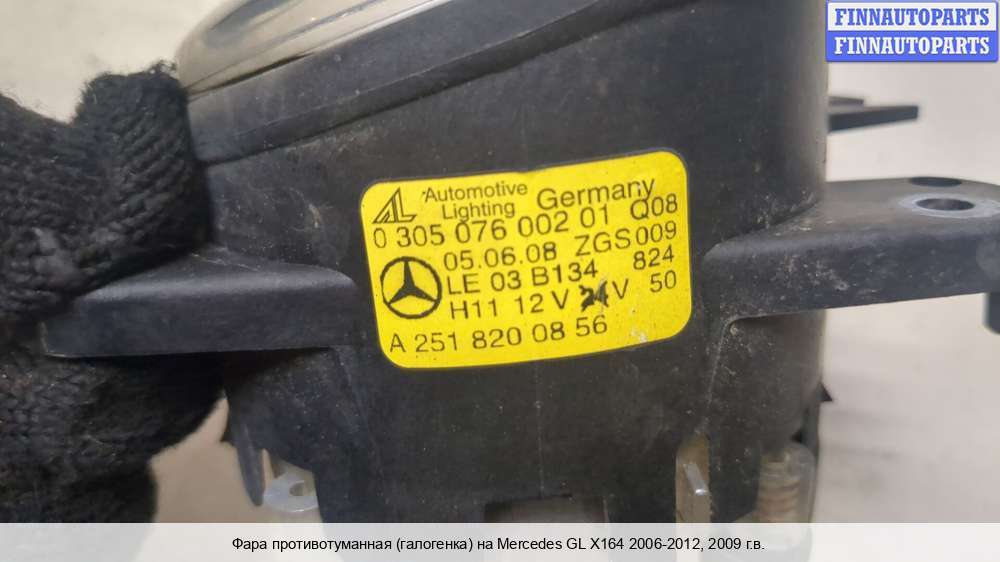 FINNAUTOPARTS
FINNAUTOPARTS
AL Automotive Lighting Germany
0 305 076 002 01 Q08
05.06.08 ZGS 009
LE 03 B134 824
H11 12 V 24 V 50
A 251 820 08 56
Фара противотуманная (галогенка) на Mercedes GL X164 2006-2012, 2009 г.в.